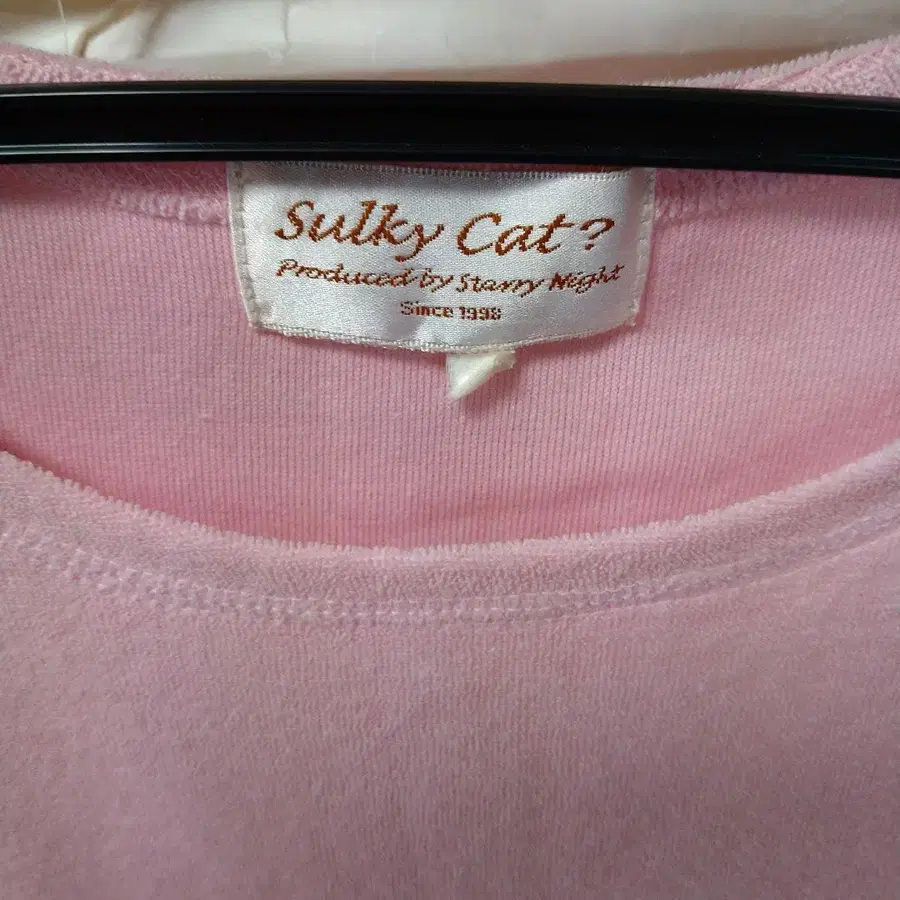 Sulky Cat?
Produced by Starry Night
Since 1998